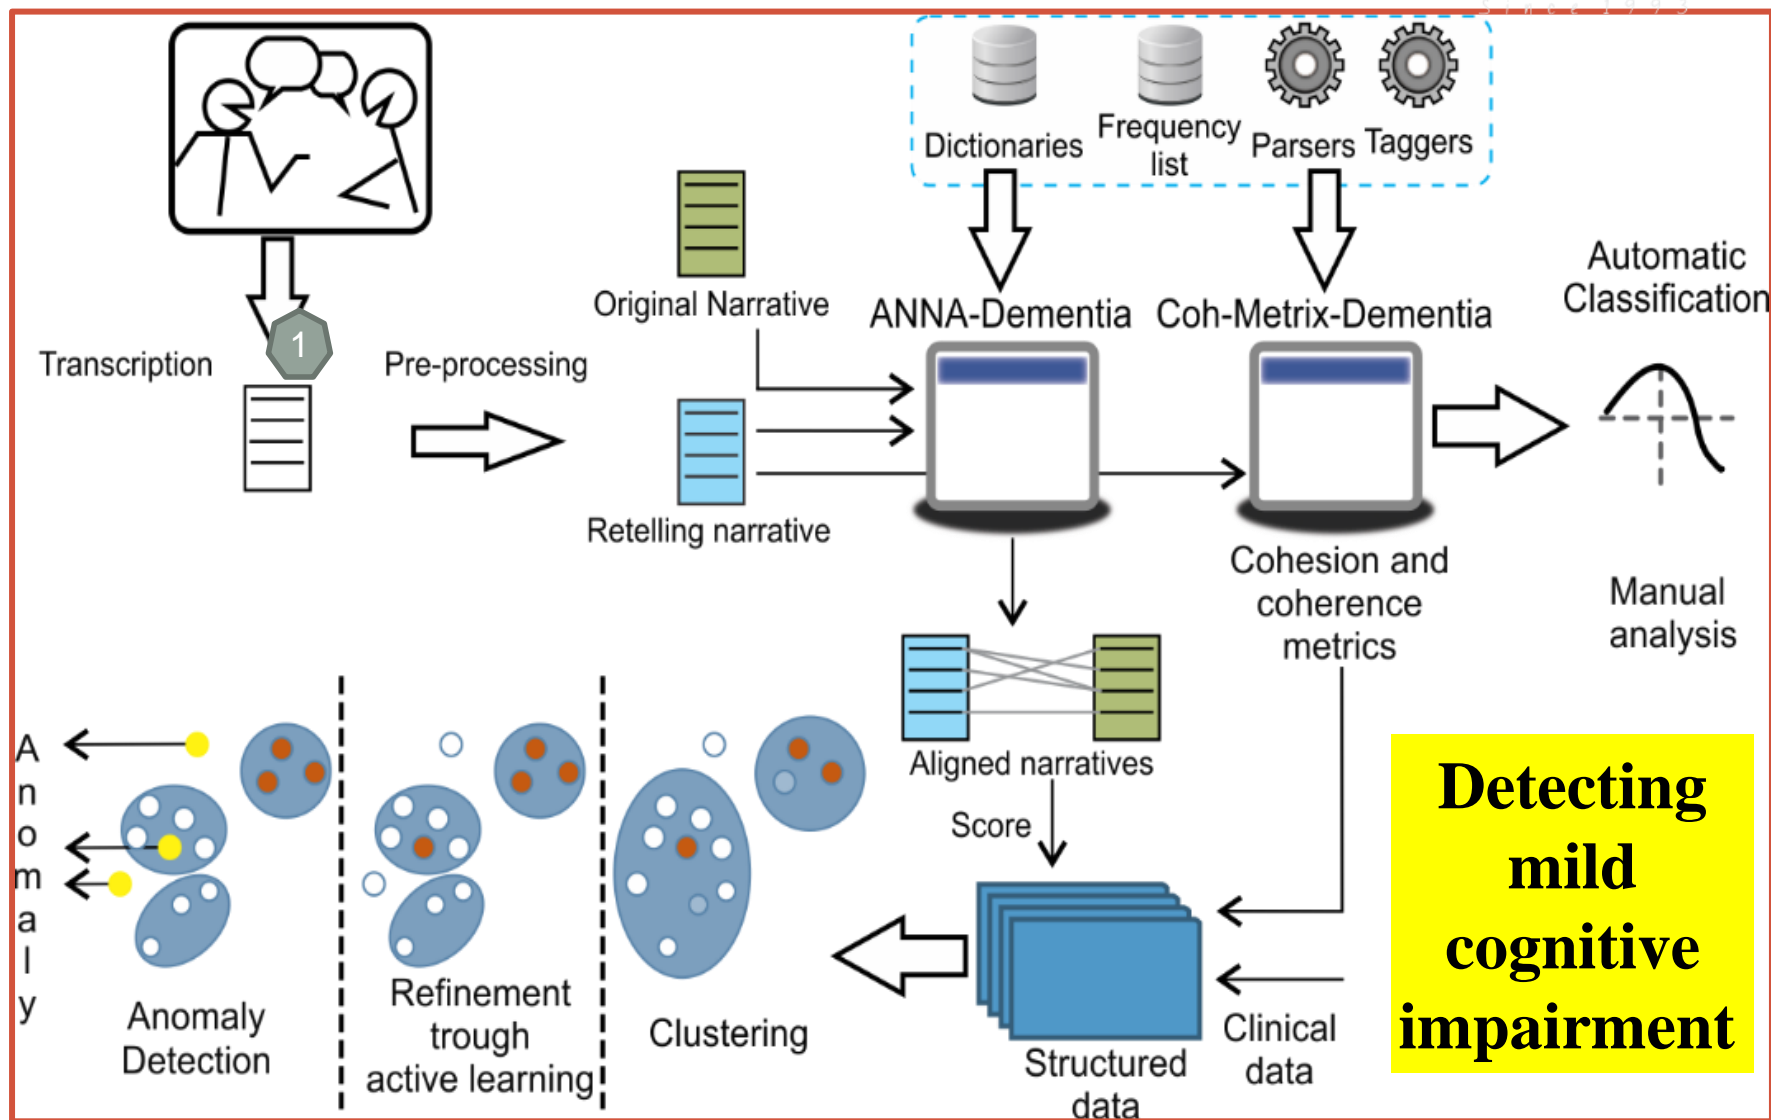 Since 1993
Dictionaries
Frequency
list
Parsers
Taggers
Original Narrative
ANNA-Dementia
Coh-Metrix-Dementia
Automatic
Classification
1
Transcription
Pre-processing
Retelling narrative
Cohesion and
coherence
metrics
Manual
analysis
Aligned narratives
Score
Detecting
mild
cognitive
impairment
A
n
o
m
a
l
y
Anomaly
Detection
Refinement
trough
active learning
Clustering
Structured
data
Clinical
data